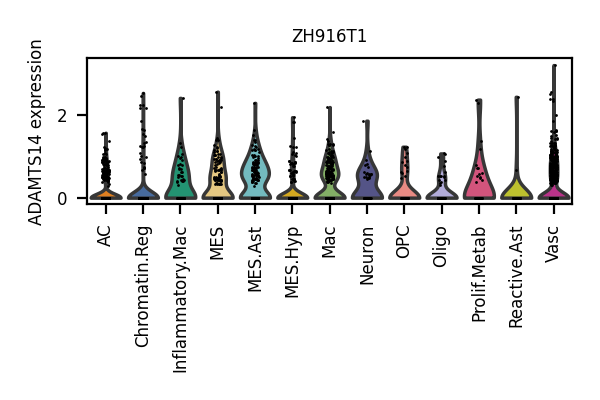 ZH916T1
ADAMTS14 expression
2
0
AC
Chromatin.Reg
Inflammatory.Mac
MES
MES.Ast
MES.Hyp
Mac
Neuron
OPC
Oligo
Prolif.Metab
Reactive.Ast
Vasc